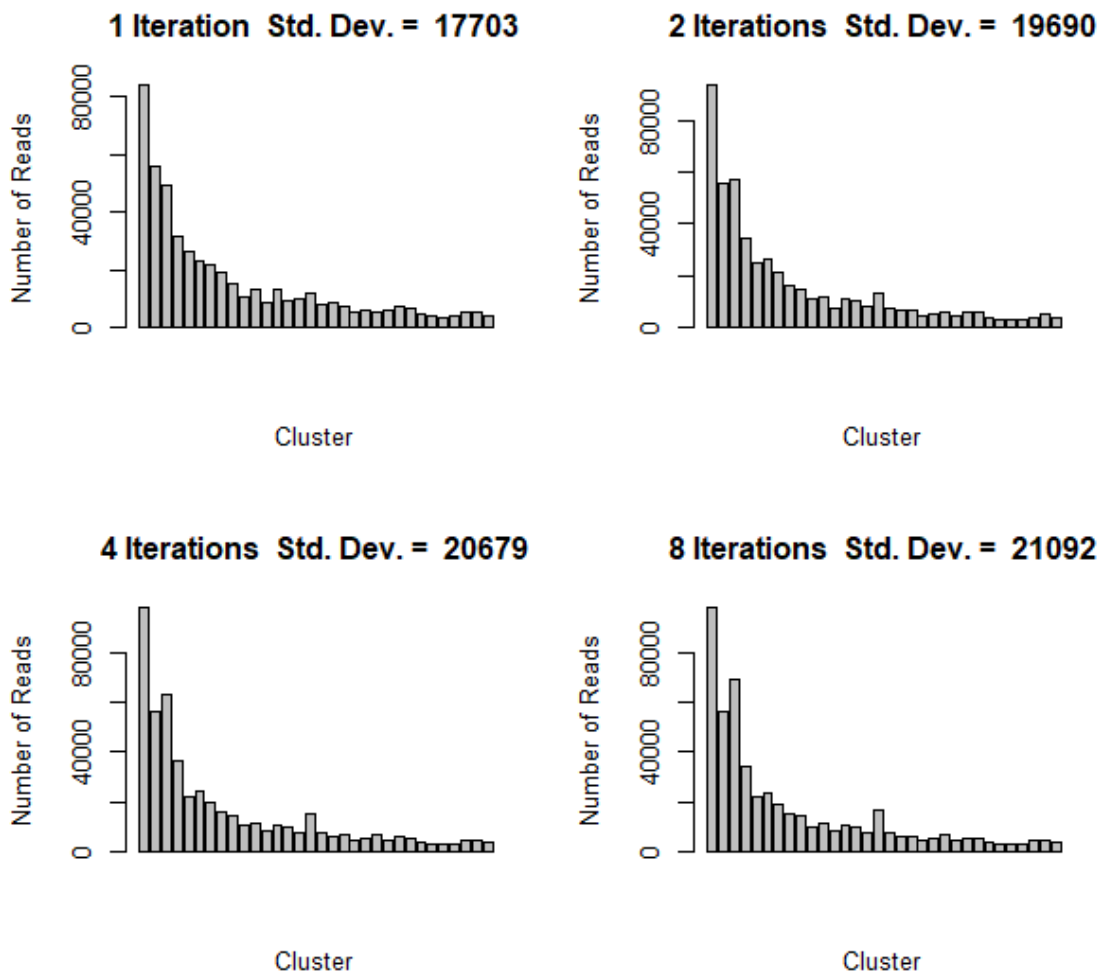 1 Iteration  Std. Dev. =  17703
Number of Reads
80000
40000
0
Cluster
2 Iterations  Std. Dev. =  19690
Number of Reads
80000
40000
0
Cluster
4 Iterations  Std. Dev. =  20679
Number of Reads
80000
40000
0
Cluster
8 Iterations  Std. Dev. =  21092
Number of Reads
80000
40000
0
Cluster